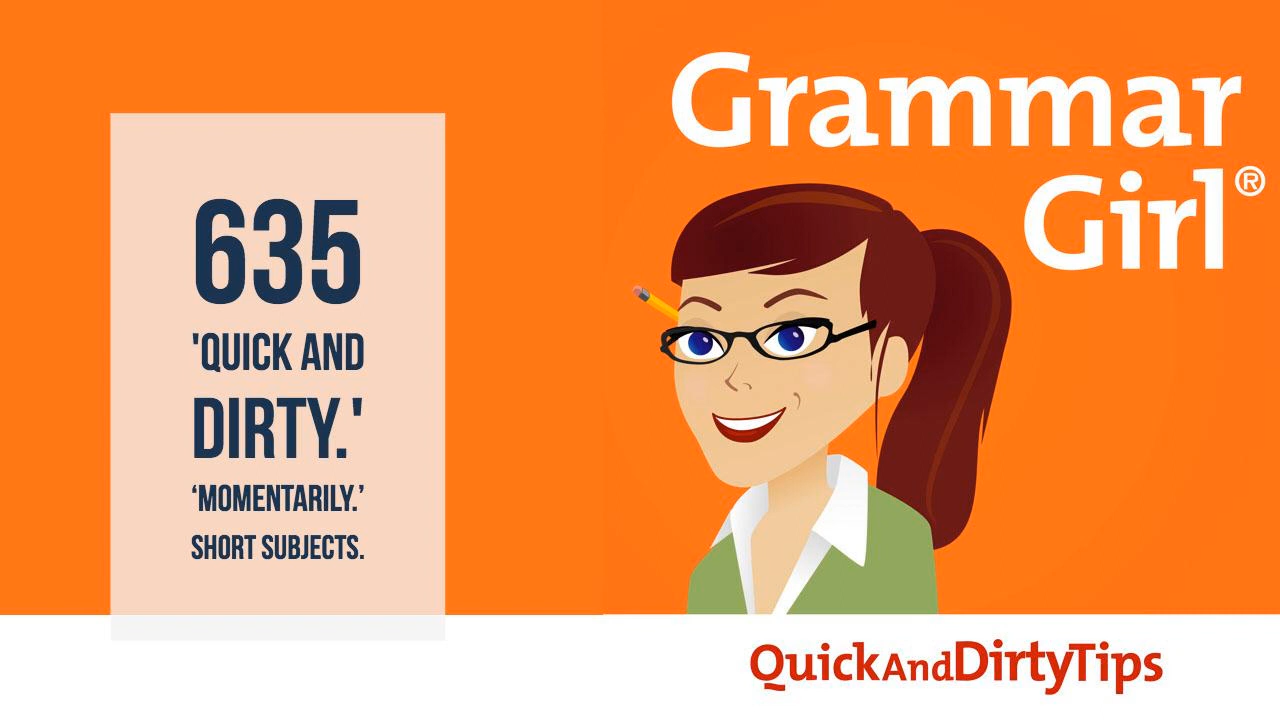 635
'QUICK AND
DIRTY.'
‘MOMENTARILY.’
SHORT SUBJECTS.
Grammar
Girl®
QuickAndDirtyTips